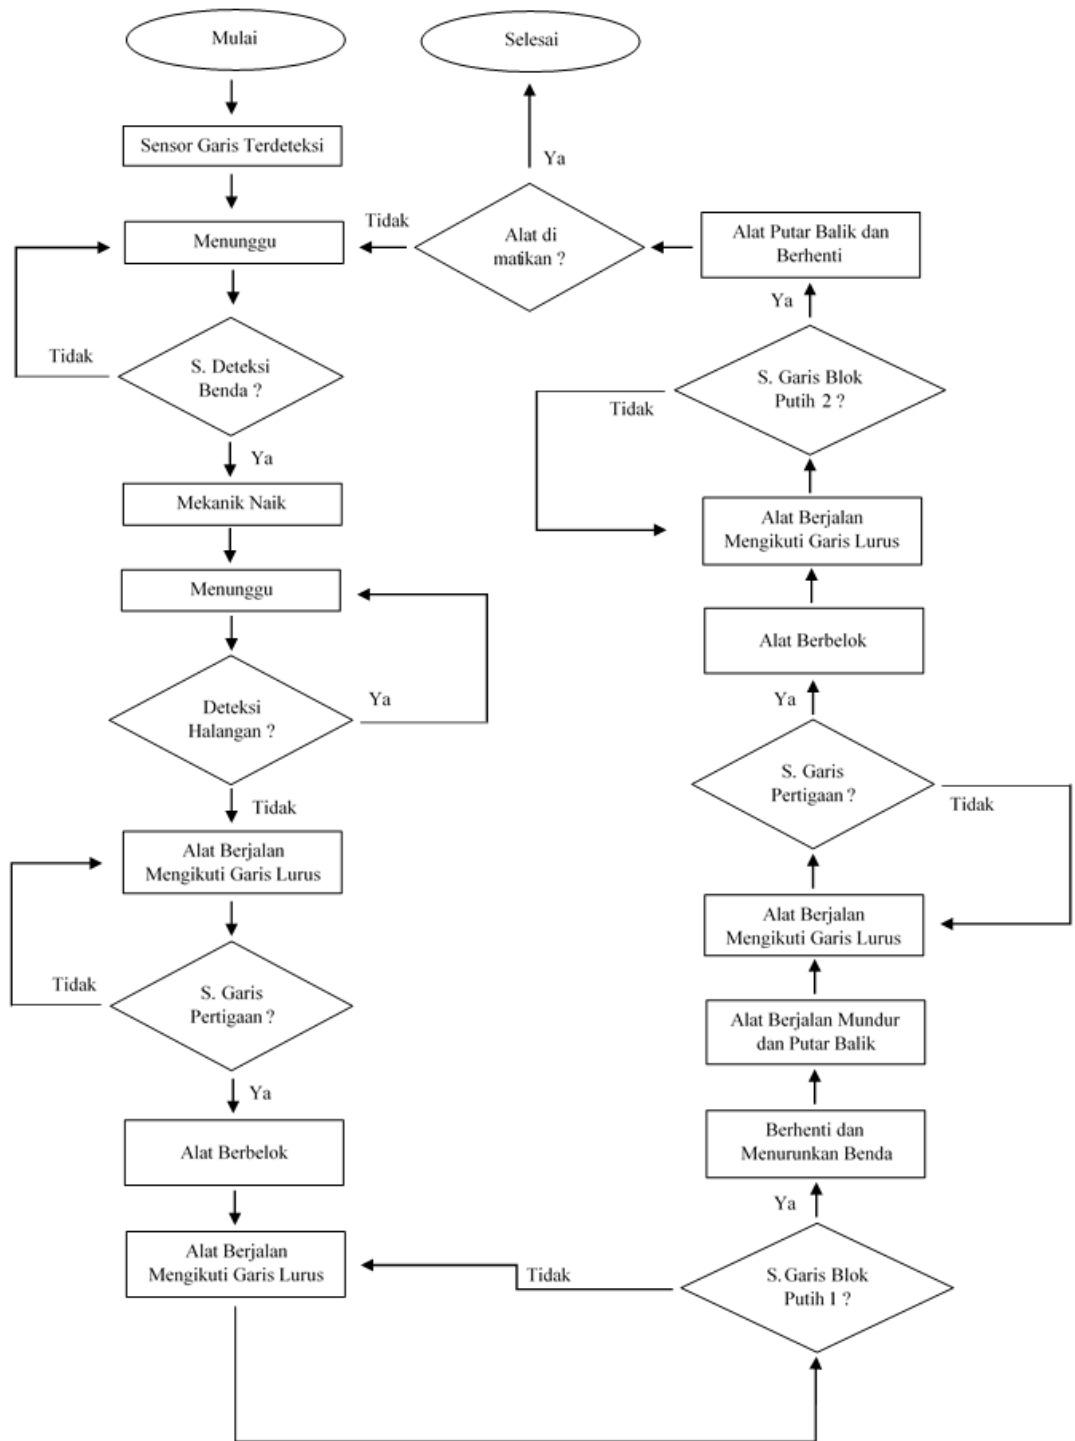 Mulai
Sensor Garis Terdeteksi
Menunggu
S. Deteksi
Benda ?
Tidak
Ya
Mekanik Naik
Menunggu
Deteksi
Halangan ?
Ya
Tidak
Alat Berjalan
Mengikuti Garis Lurus
S. Garis
Pertigaan ?
Tidak
Ya
Alat Berbelok
Alat Berjalan
Mengikuti Garis Lurus
S. Garis Blok
Putih 1 ?
Tidak
Ya
Berhenti dan
Menurunkan Benda
Alat Berjalan Mundur
dan Putar Balik
Alat Berjalan
Mengikuti Garis Lurus
S. Garis
Pertigaan ?
Tidak
Ya
Alat Berbelok
Alat Berjalan
Mengikuti Garis Lurus
S. Garis Blok
Putih 2 ?
Tidak
Ya
Alat Putar Balik dan
Berhenti
Alat di
matikan ?
Tidak
Ya
Selesai